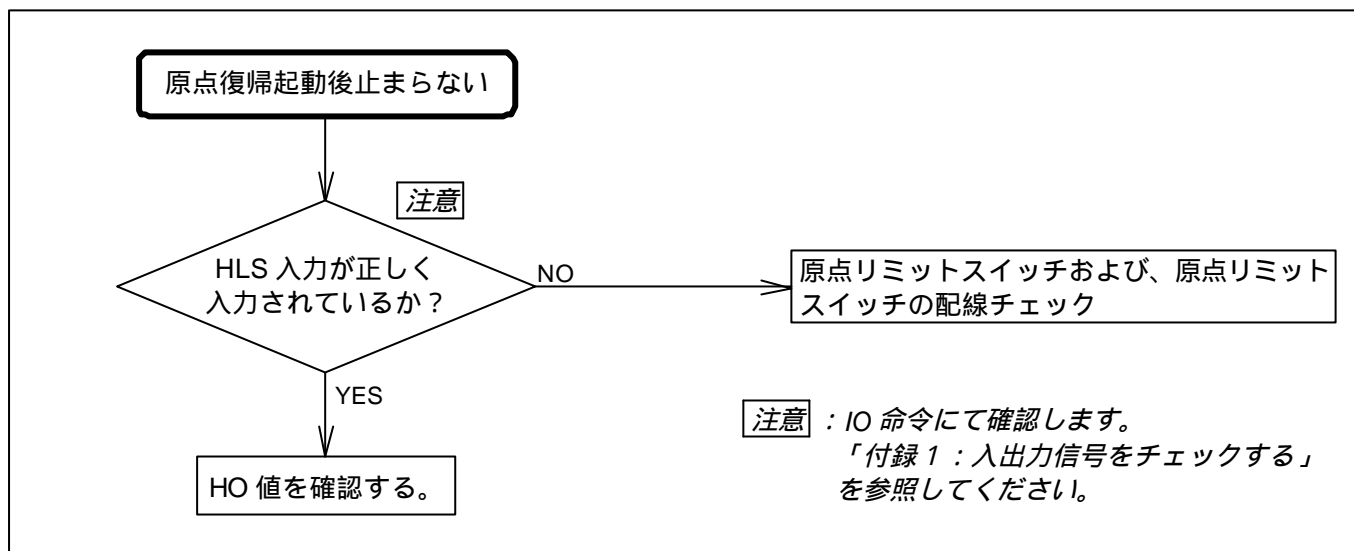 原点復帰起動後止まらない
注意
HLS 入力が正しく
入力されているか？
NO
原点リミットスイッチおよび、原点リミット
スイッチの配線チェック
YES
HO 値を確認する。
注意 : IO 命令にて確認します。
「付録 1 : 入出力信号をチェックする」
を参照してください。